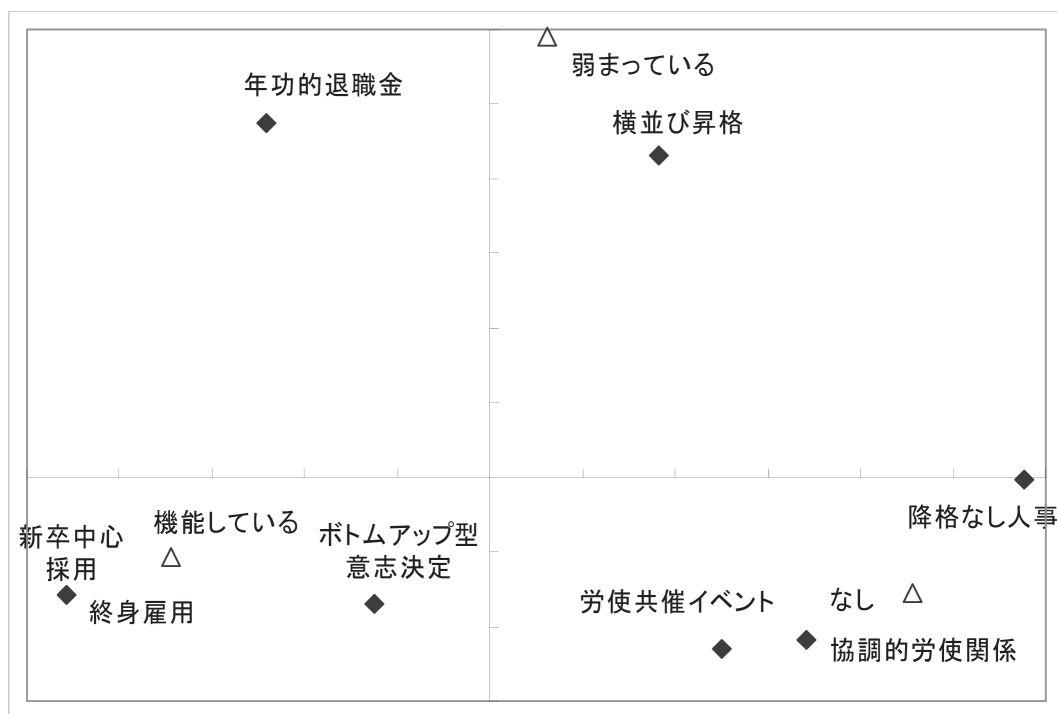 弱まっている
年功的退職金
横並び昇格
降格なし人事
機能している
新卒中心
採用
ボトムアップ型
意志決定
終身雇用
労使共催イベント
なし
協調的労使関係